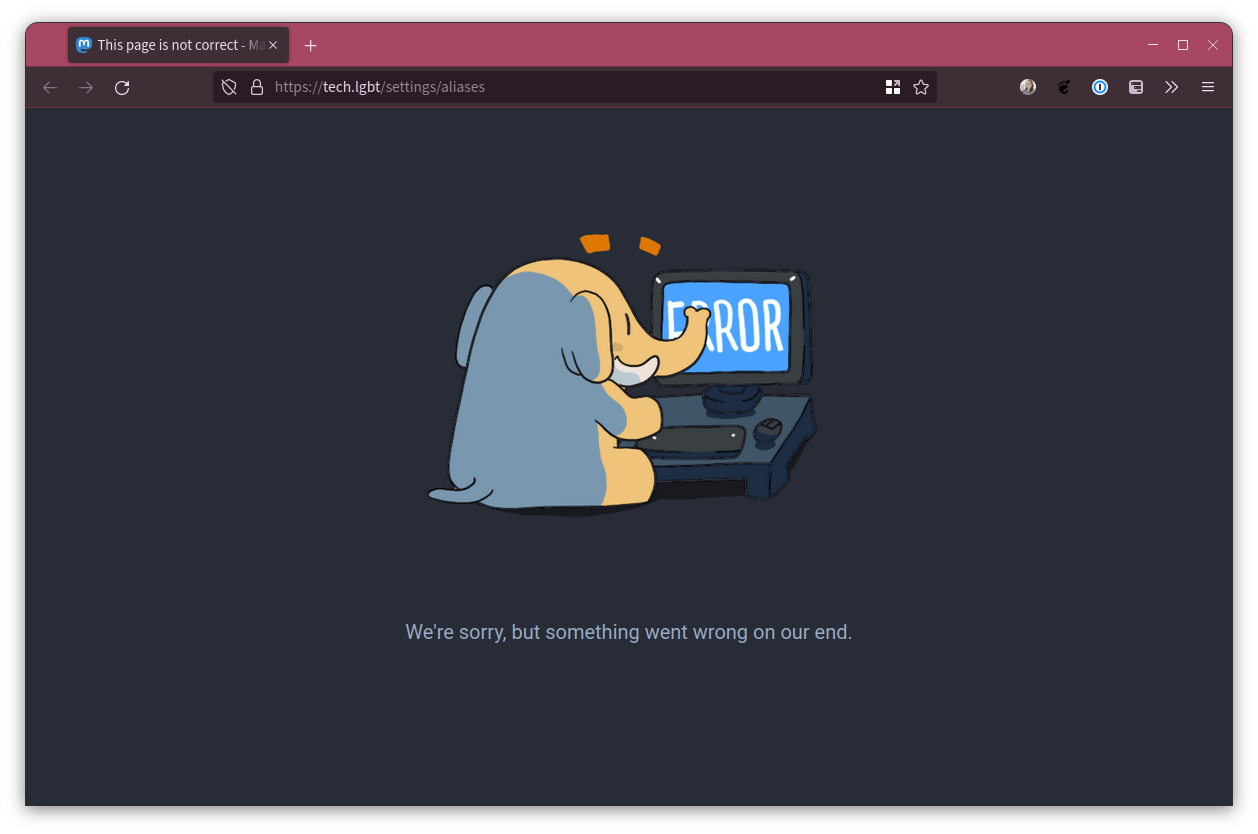 This page is not correct - Ma
https://tech.lgbt/settings/aliases
ERROR
We're sorry, but something went wrong on our end.